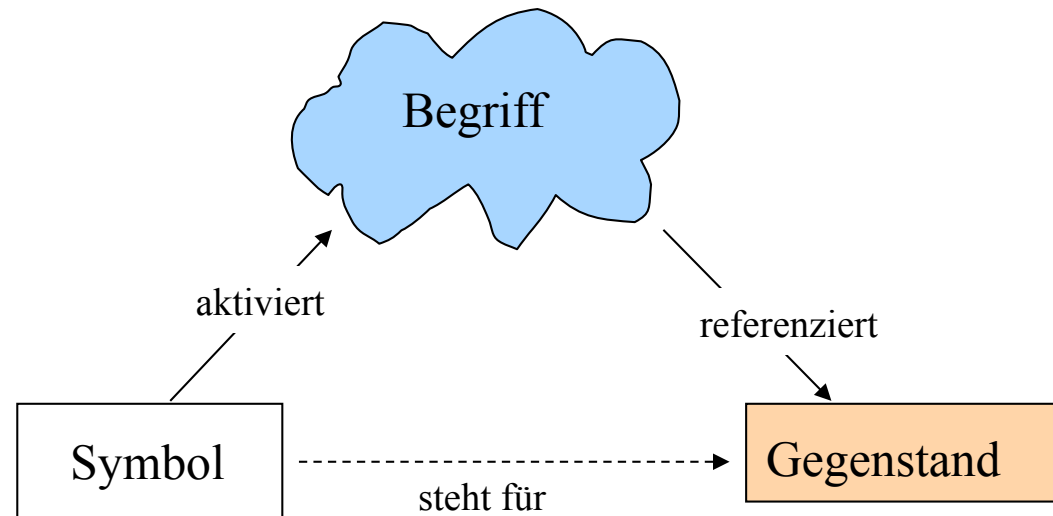 Begriff
aktiviert
referenziert
Symbol
Gegenstand
steht für